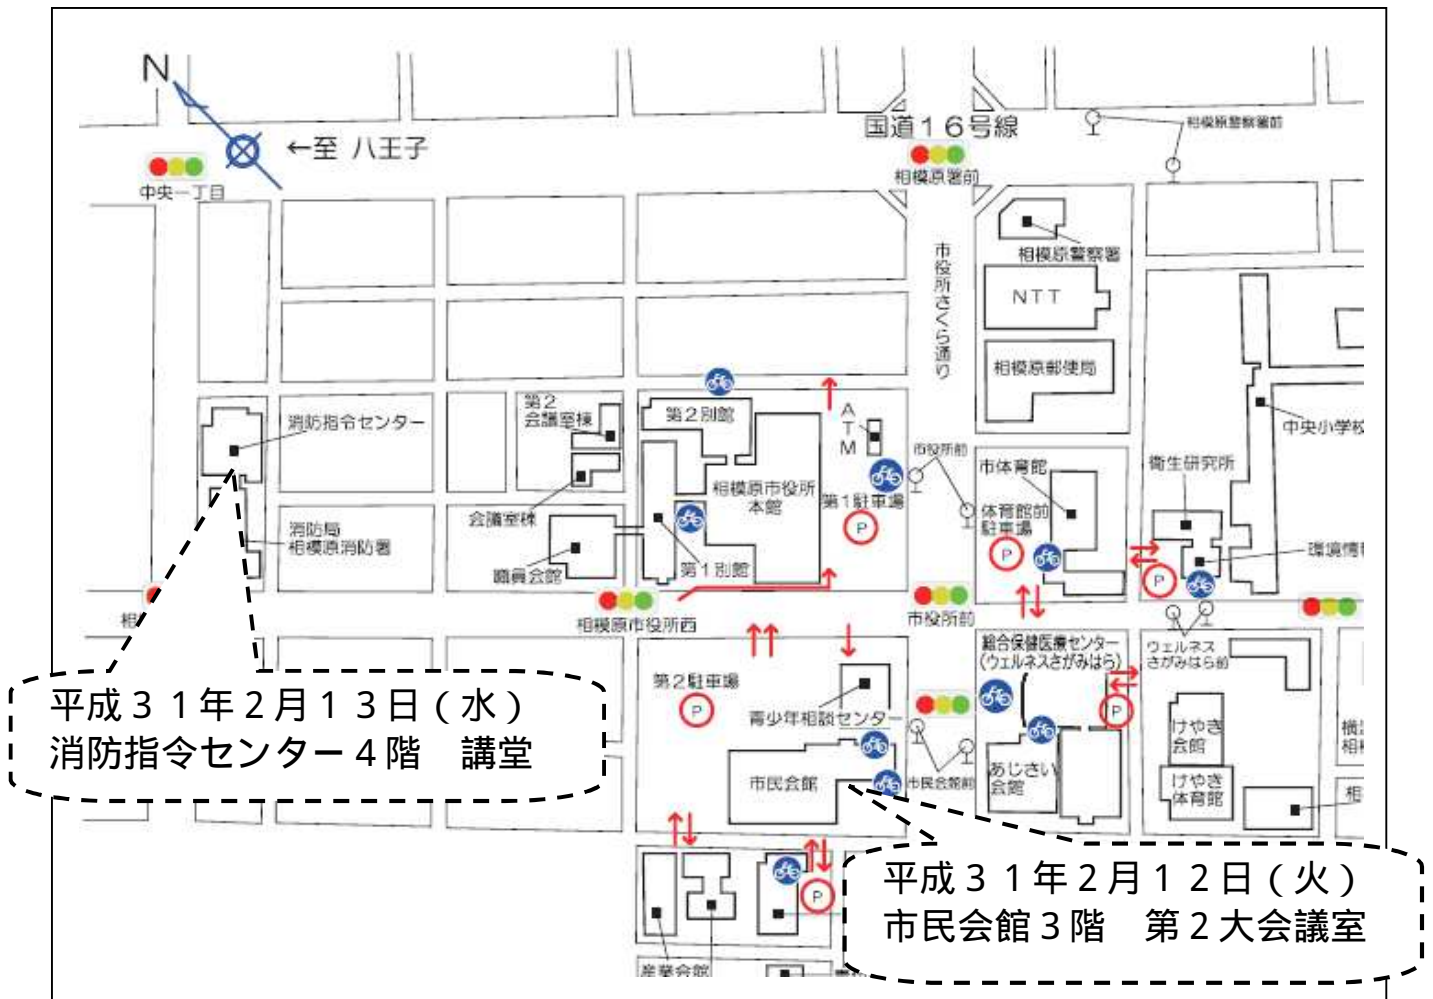 N
←至 八王子
国道16号線
相模原警察署前
中央一丁目
相模原署前
市役所さくら通り
相模原警察署
NTT
相模原郵便局
第2
会議室棟
第2別館
ATM
消防指令センター
中央小学校
市役所前
市体育館
衛生研究所
相模原市役所
本館
第1駐車場
P
体育館前
駐車場
P
会議室棟
消防局
相模原消防署
職員会館
第1別館
環境情
P
相
相模原市役所西
市役所前
総合保健医療センター
(ウェルネスさがみはら)
ウェルネス
さがみはら前
第2駐車場
P
青少年相談センター
P
平成31年2月13日(水)
消防指令センター4階 講堂
市民会館
市民会館前
あじさい
会館
けやき
会館
けやき
体育館
相
P
平成31年2月12日(火)
市民会館3階 第2大会議室
産業会館